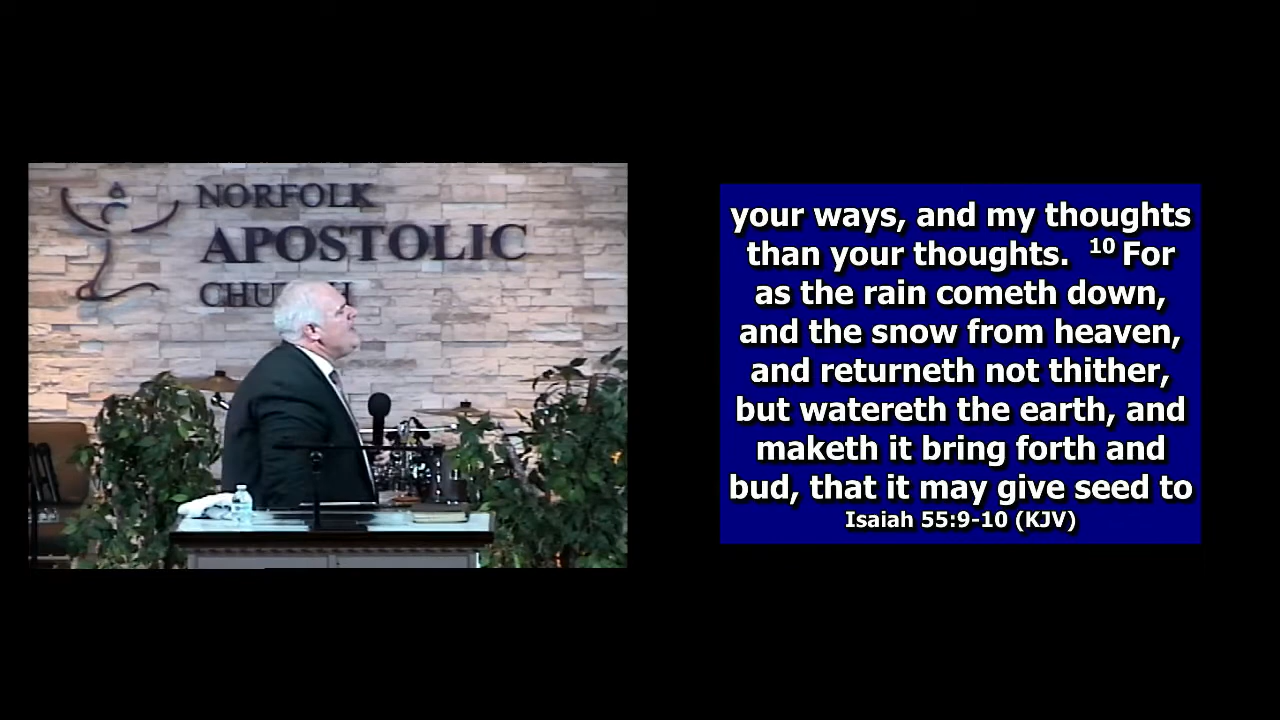 NORFOLK
APOSTOLIC
CHURCH
your ways, and my thoughts
than your thoughts. 10 For
as the rain cometh down,
and the snow from heaven,
and returneth not thither,
but watereth the earth, and
maketh it bring forth and
bud, that it may give seed to
Isaiah 55:9-10 (KJV)